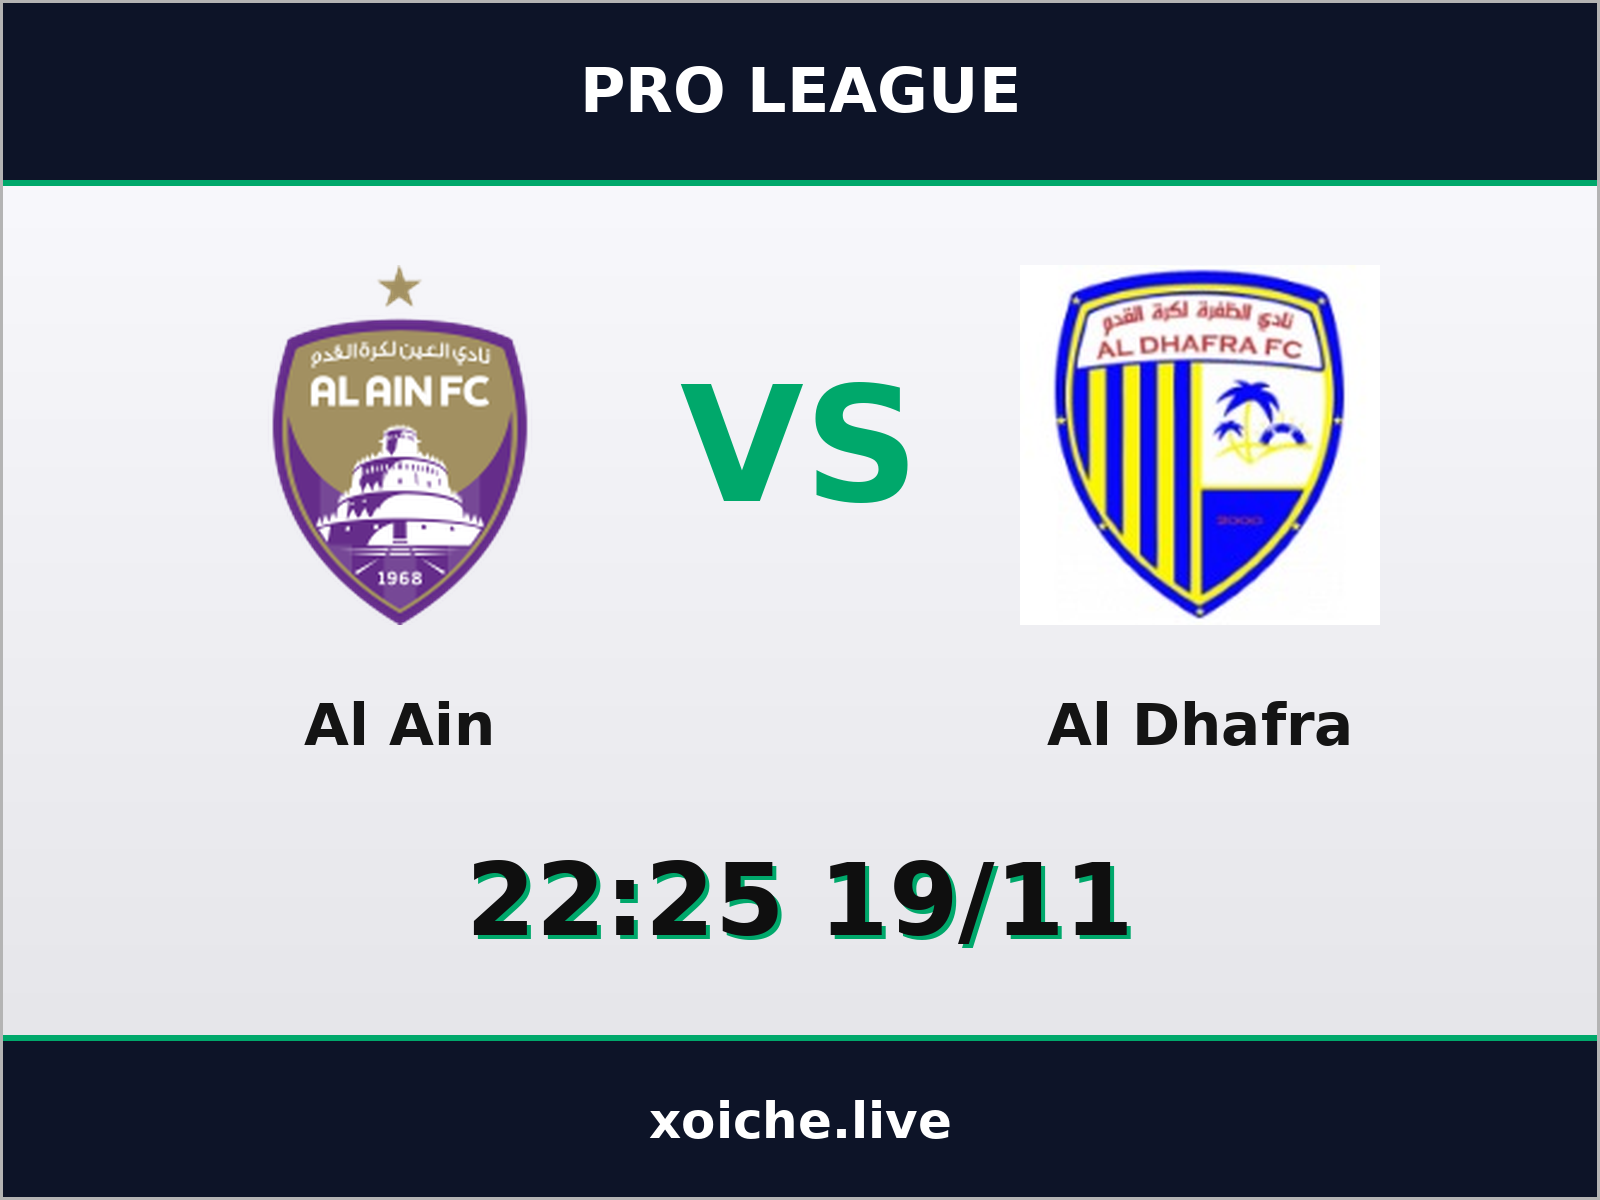 PRO LEAGUE
نادي العين لكرة القدم
AL AIN FC
1968
VS
نادي الظفرة لكرة القدم
AL DHAFRA FC
2000
Al Ain
Al Dhafra
22:25 19/11
xoiche.live